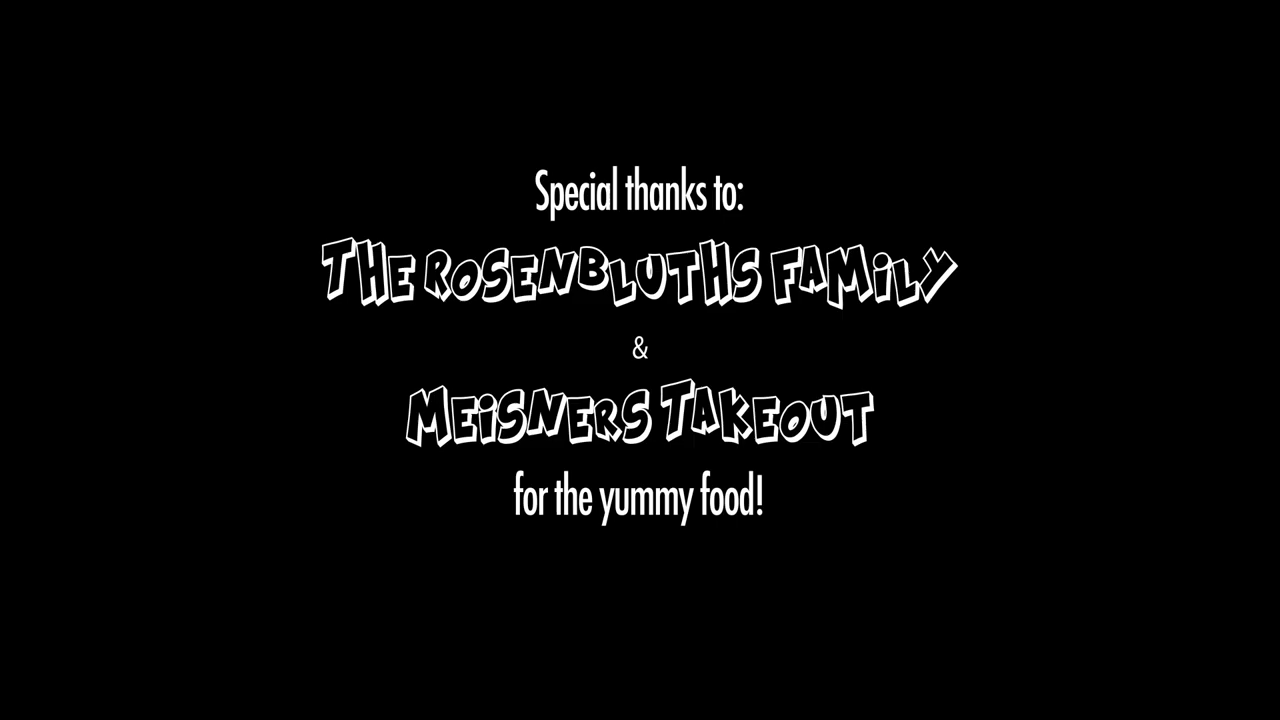 Special thanks to:
THE ROSENBLUTHS FAMiLY
&
MEiSNERS TAKEOUT
for the yummy food!